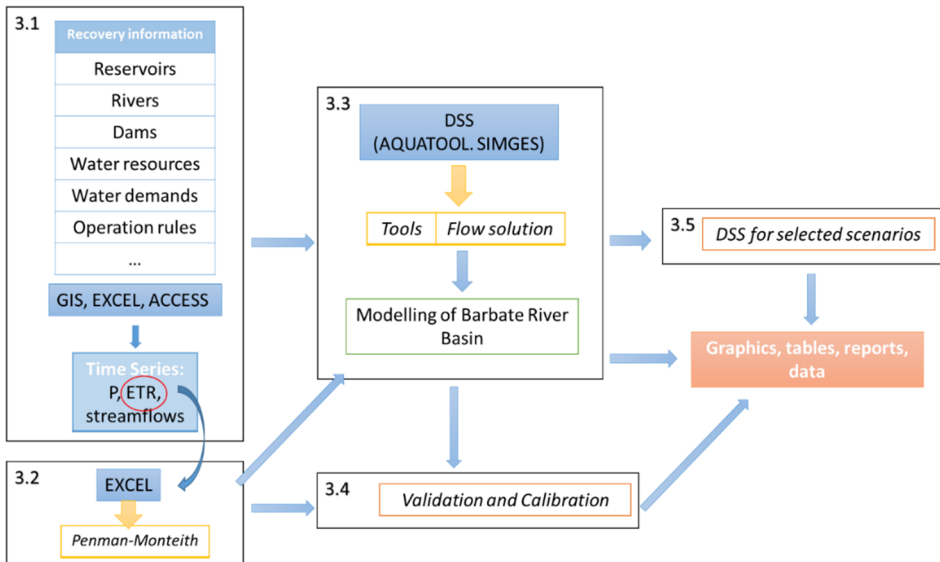 3.1
Recovery information
Reservoirs
Rivers
Dams
Water resources
Water demands
Operation rules
...
GIS, EXCEL, ACCESS
Time Series:
P, ETR,
streamflows
3.2
EXCEL
Penman-Monteith
3.3
DSS
(AQUATOOL. SIMGES)
Tools
Flow solution
Modelling of Barbate River
Basin
3.4
Validation and Calibration
3.5
DSS for selected scenarios
Graphics, tables, reports,
data